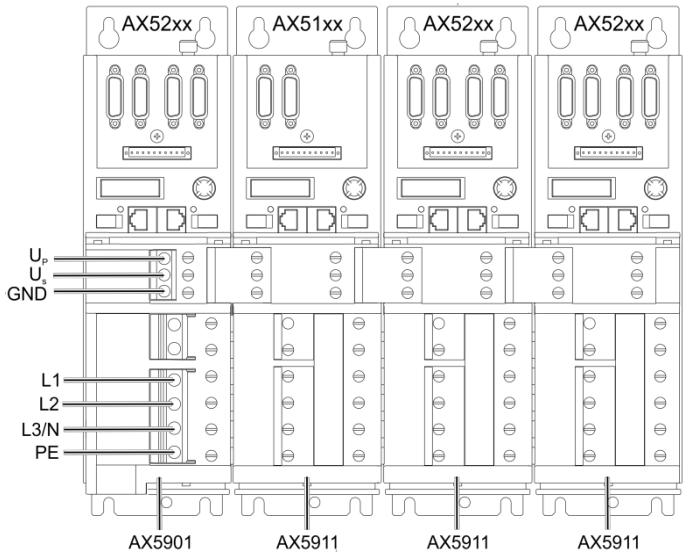 AX52xx AX51xx AX52xx AX52xx
UP
Us
GND
L1
L2
L3/N
PE
AX5901 AX5911 AX5911 AX5911